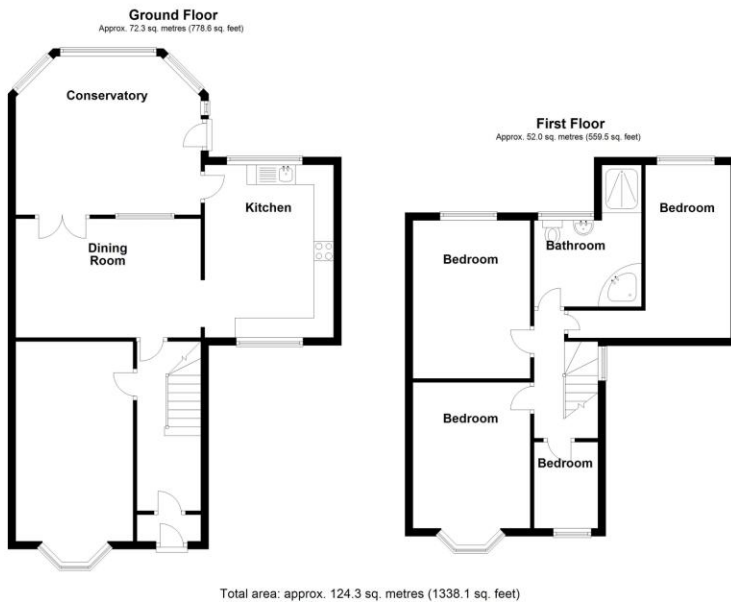 Ground Floor
Approx. 72.3 sq. metres (778.6 sq. feet)
Conservatory
Kitchen
Dining
Room
First Floor
Approx. 52.0 sq. metres (559.5 sq. feet)
Bedroom
Bathroom
Bedroom
Bedroom
Bedroom
Total area: approx. 124.3 sq. metres (1338.1 sq. feet)